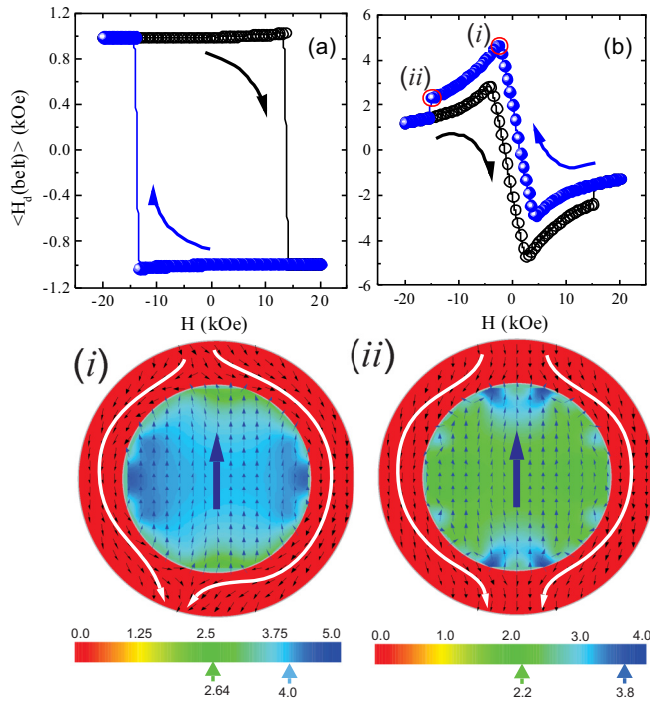 (a)
(b)
(i)
(ii)
<H_d(belt)> (kOe)
1.2
0.8
0.4
0.0
-0.4
-0.8
-1.2
6
4
2
0
-2
-4
-6
-20 -10 0 10 20
-20 -10 0 10 20
H (kOe)
H (kOe)
(i)
(ii)
0.0 1.25 2.5 3.75 5.0
2.64 4.0
0.0 1.0 2.0 3.0 4.0
2.2 3.8